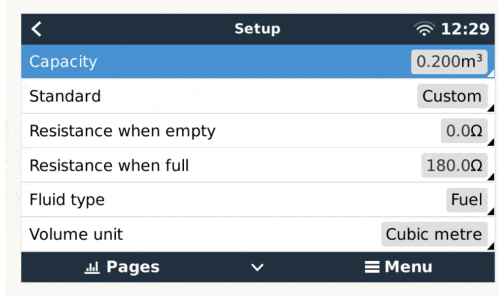 Setup 12:29
Capacity 0.200m³
Standard Custom
Resistance when empty 0.0Ω
Resistance when full 180.0Ω
Fluid type Fuel
Volume unit Cubic metre
Pages Menu